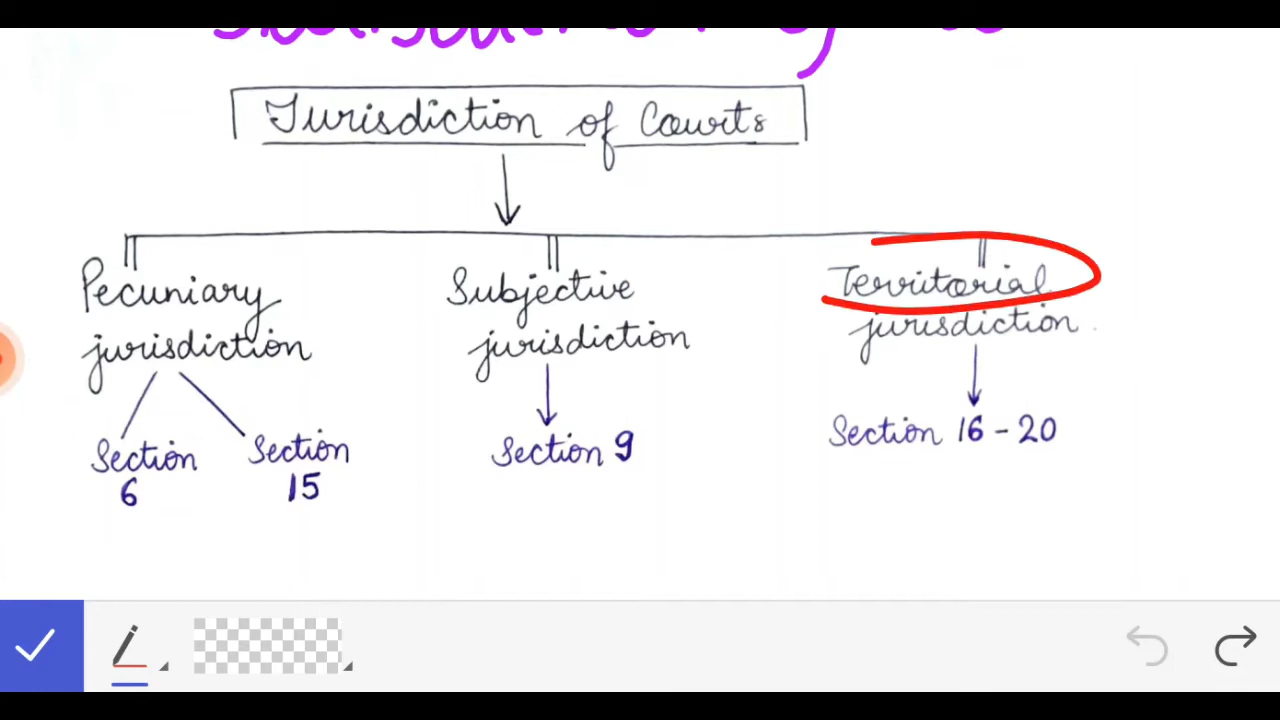 Jurisdiction of Courts
Pecuniary
jurisdiction
Subjective
jurisdiction
Territorial
jurisdiction
Section
6
Section
15
Section 9
Section 16-20